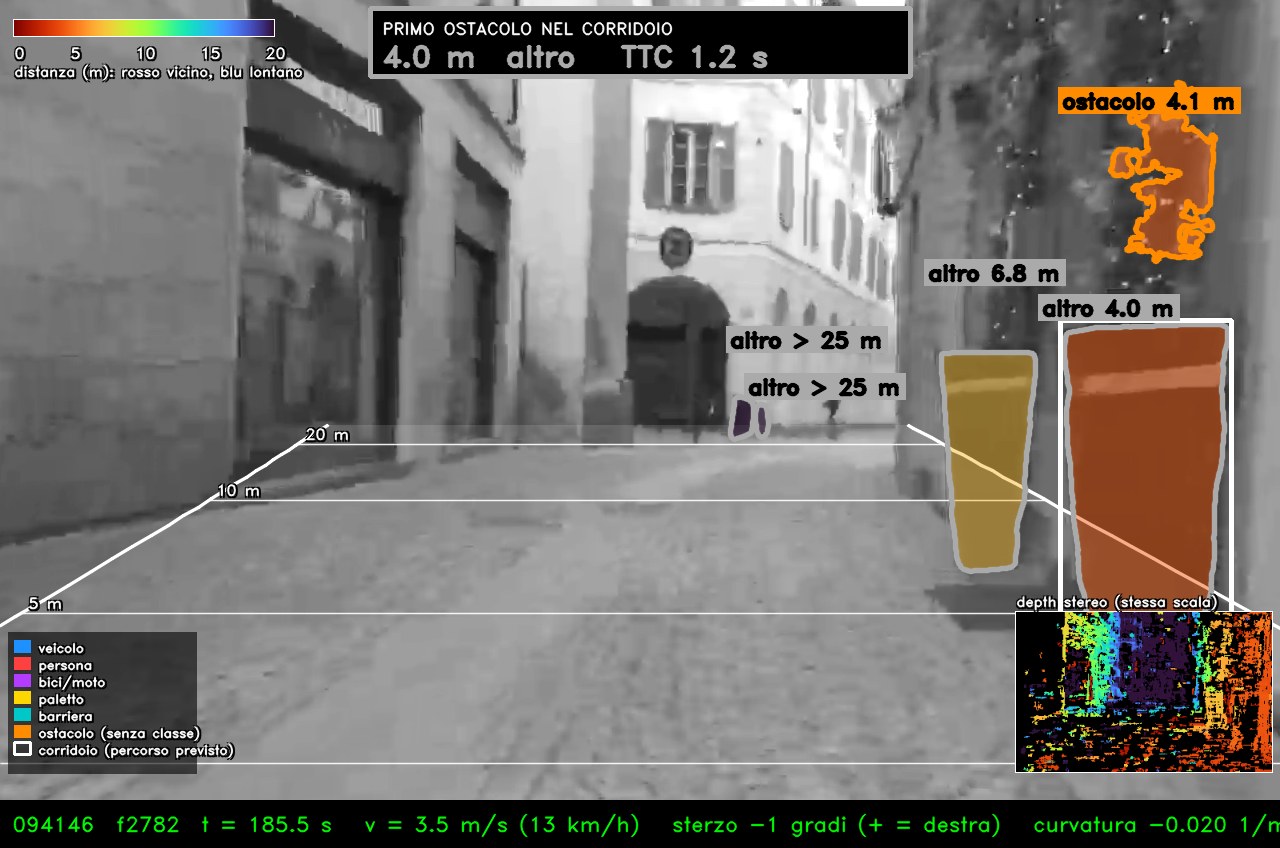 0 5 10 15 20
distanza (m): rosso vicino, blu lontano
PRIMO OSTACOLO NEL CORRIDOIO
4.0 m altro TTC 1.2 s
ostacolo 4.1 m
altro 6.8 m
altro 4.0 m
altro > 25 m
altro > 25 m
20 m
10 m
5 m
depth stereo (stessa scala)
veicolo
persona
bici/moto
paletto
barriera
ostacolo (senza classe)
corridoio (percorso previsto)
094146 f2782 t = 185.5 s v = 3.5 m/s (13 km/h) sterzo -1 gradi (+ = destra) curvatura -0.020 1/m